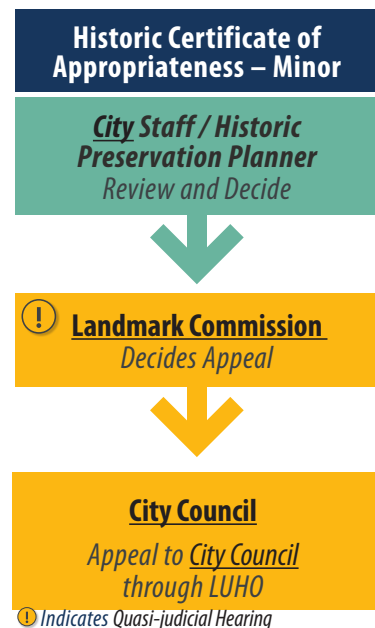 Historic Certificate of
Appropriateness – Minor
City Staff / Historic
Preservation Planner
Review and Decide
! Landmark Commission
Decides Appeal
City Council
Appeal to City Council
through LUHO
! Indicates Quasi-judicial Hearing